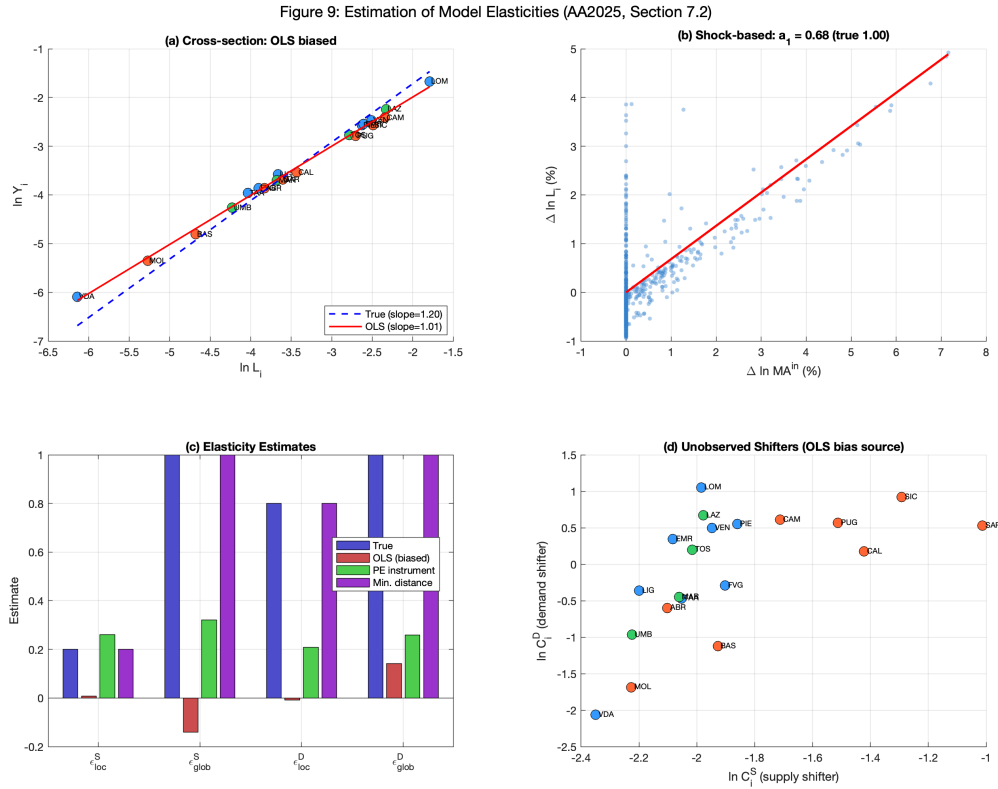 Figure 9: Estimation of Model Elasticities (AA2025, Section 7.2)
(a) Cross-section: OLS biased
-1
-2
-3
-4
-5
-6
-7
ln Y_i
LOM
LAZ
CAM
SIC
PUG
CAL
ABR
UMB
BAS
MOL
VDA
True (slope=1.20)
OLS (slope=1.01)
-6.5 -6 -5.5 -5 -4.5 -4 -3.5 -3 -2.5 -2 -1.5
ln L_i
(b) Shock-based: a_1 = 0.68 (true 1.00)
5
4
3
2
1
0
-1
Δ ln L_i (%)
-1 0 1 2 3 4 5 6 7 8
Δ ln MA^in (%)
(c) Elasticity Estimates
1
0.8
0.6
0.4
0.2
0
-0.2
Estimate
True
OLS (biased)
PE instrument
Min. distance
ϵ^S_loc ϵ^S_glob ϵ^D_loc ϵ^D_glob
(d) Unobserved Shifters (OLS bias source)
1.5
1
0.5
0
-0.5
-1
-1.5
-2
-2.5
ln C^D_i (demand shifter)
LOM
SIC
LAZ
CAM
PUG
PIE
VEN
SAR
EMR
TOS
CAL
FVG
LIG
MAR
ABR
UMB
BAS
MOL
VDA
-2.4 -2.2 -2 -1.8 -1.6 -1.4 -1.2 -1
ln C^S_i (supply shifter)